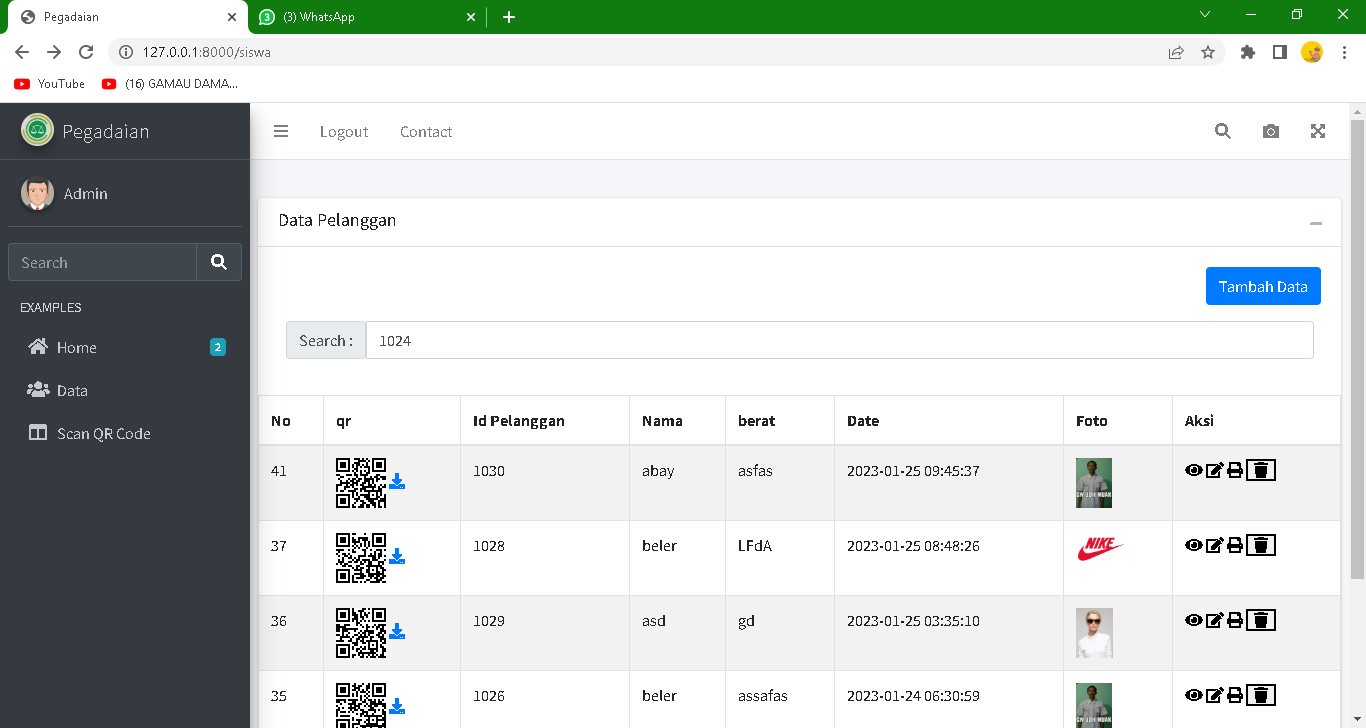 Pegadaian
3 (3) WhatsApp
127.0.0.1:8000/siswa
YouTube (16) GAMAU DAMA...
Pegadaian
Logout Contact
Admin
Data Pelanggan
Search
Tambah Data
EXAMPLES
Search : 1024
Home 2
Data
Scan QR Code
No qr Id Pelanggan Nama berat Date Foto Aksi
41 1030 abay asfas 2023-01-25 09:45:37
37 1028 beler LFdA 2023-01-25 08:48:26 NIKE
36 1029 asd gd 2023-01-25 03:35:10
35 1026 beler assafas 2023-01-24 06:30:59